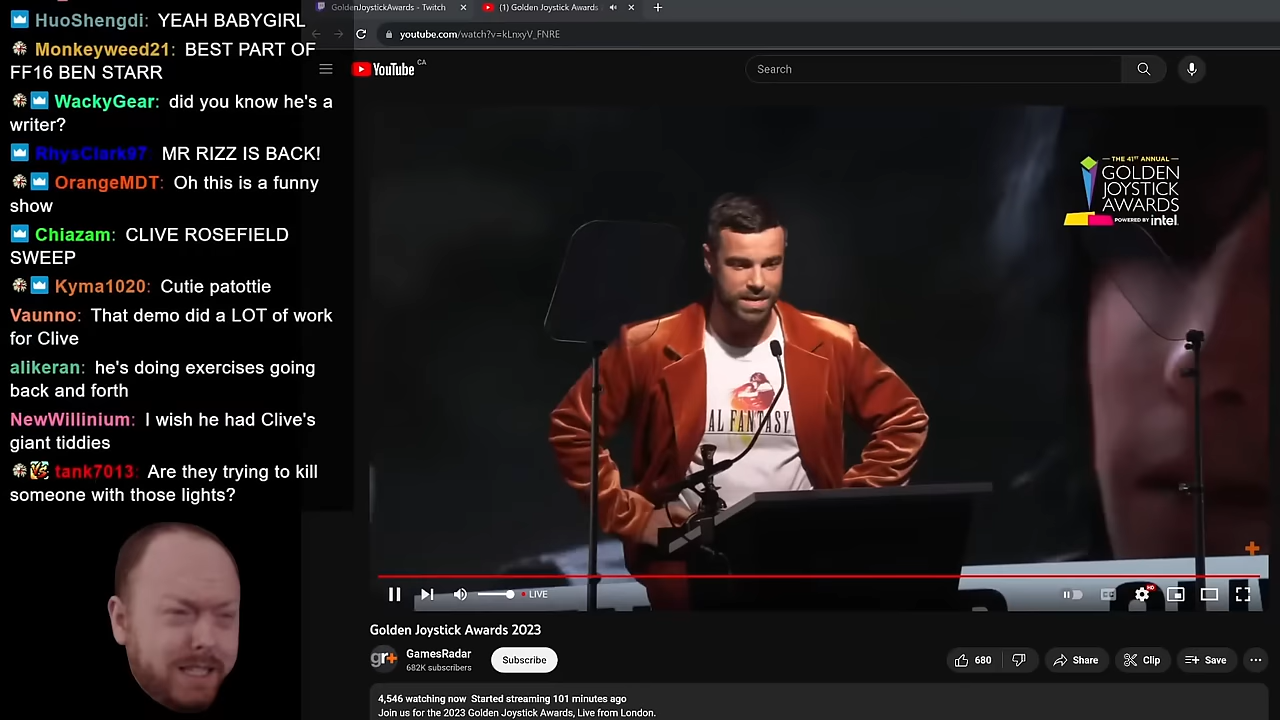 HuoShengdi: YEAH BABYGIRL
Monkeyweed21: BEST PART OF
FF16 BEN STARR
WackyGear: did you know he's a
writer?
RhysClark97: MR RIZZ IS BACK!
OrangeMDT: Oh this is a funny
show
Chiazam: CLIVE ROSEFIELD
SWEEP
Kyma1020: Cutie patottie
Vaunno: That demo did a LOT of work
for Clive
alikeran: he's doing exercises going
back and forth
NewWillinium: I wish he had Clive's
giant tiddies
tank7013: Are they trying to kill
someone with those lights?
GoldenJoystickAwards - Twitch
(1) Golden Joystick Awards
youtube.com/watch?v=kLnxyV_FNRE
YouTube CA
Search
THE 41ST ANNUAL
GOLDEN
JOYSTICK
AWARDS
POWERED BY intel.
AL FANTASY
LIVE
HD
Golden Joystick Awards 2023
gr+
GamesRadar
682K subscribers
Subscribe
680
Share
Clip
Save
4,546 watching now Started streaming 101 minutes ago
Join us for the 2023 Golden Joystick Awards, Live from London.